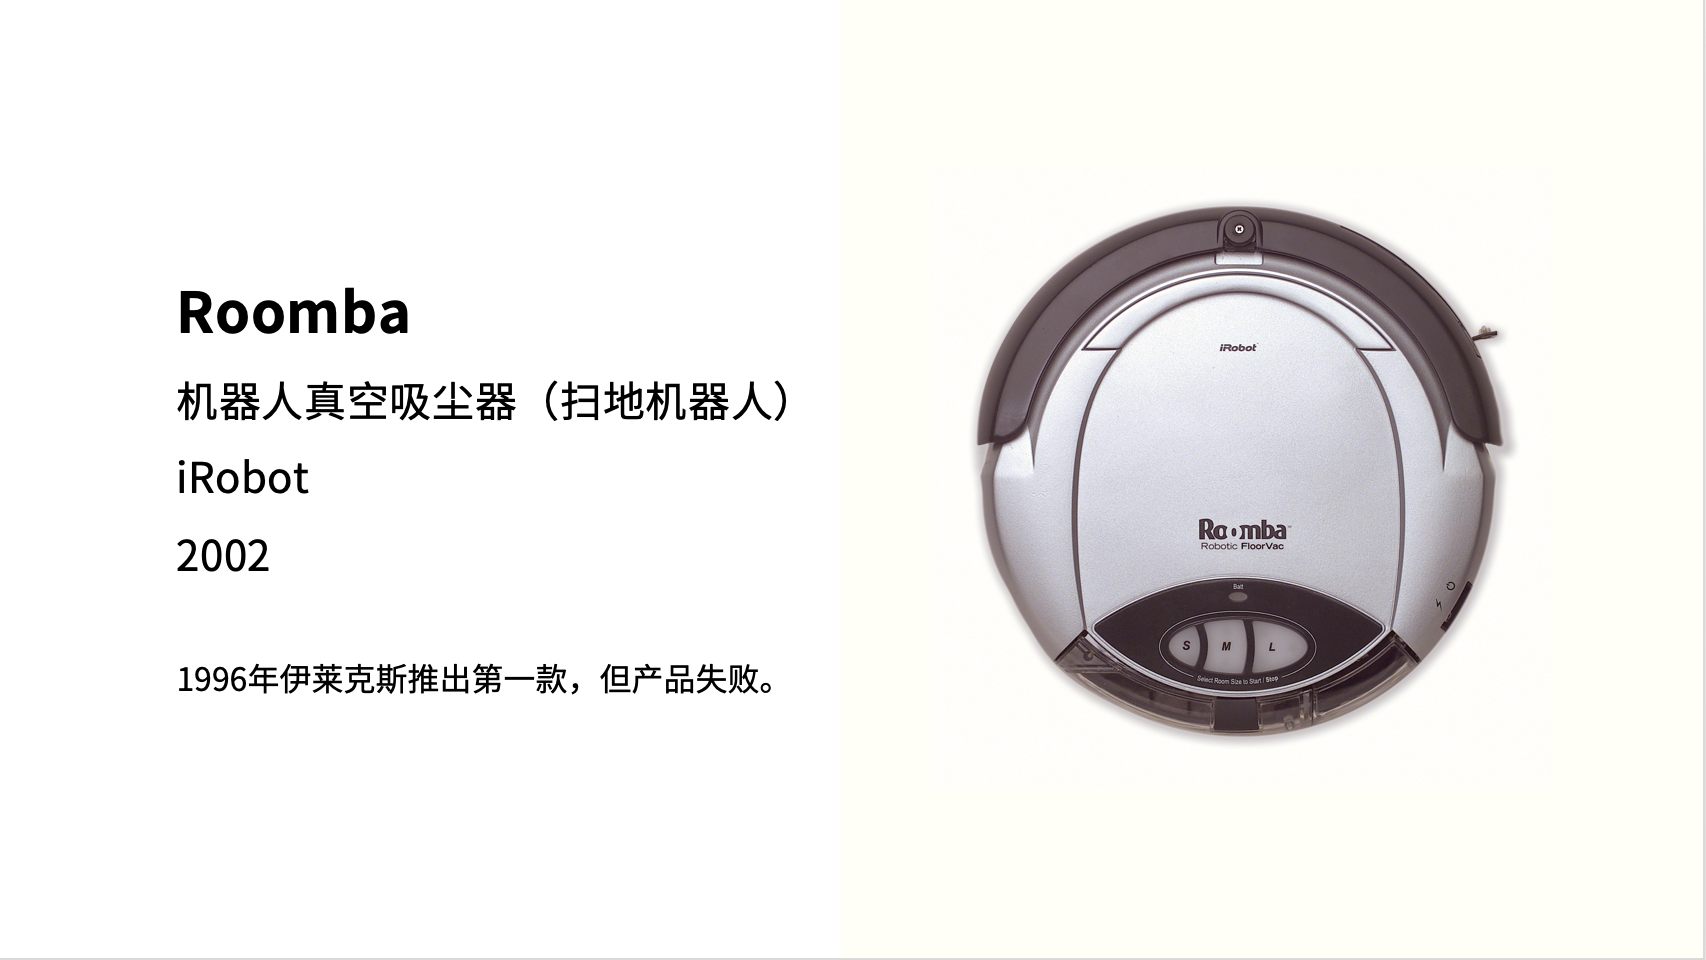 Roomba
机器人真空吸尘器（扫地机器人）
iRobot
2002
1996年伊莱克斯推出第一款，但产品失败。
iRobot
Roomba
Robotic FloorVac
Batt
S M L
Select Room Size to Start | Stop